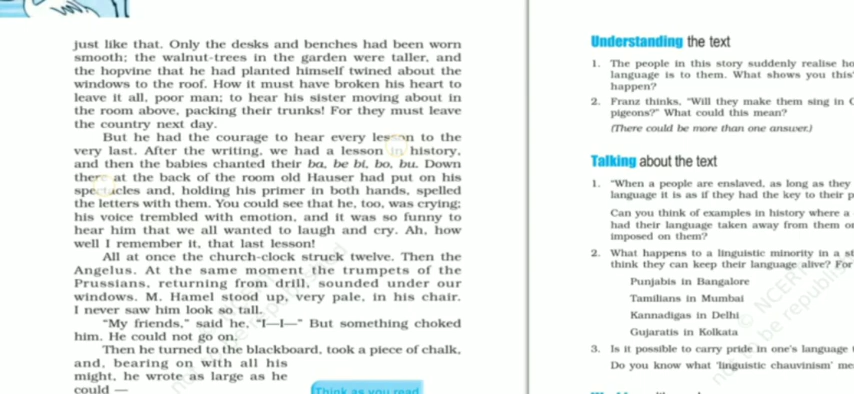 just like that. Only the desks and benches had been worn
smooth; the walnut-trees in the garden were taller, and
the hopvine that he had planted himself twined about the
windows to the roof. How it must have broken his heart to
leave it all, poor man; to hear his sister moving about in
the room above, packing their trunks! For they must leave
the country next day.
But he had the courage to hear every lesson to the
very last. After the writing, we had a lesson in history,
and then the babies chanted their ba, be bi, bo, bu. Down
there at the back of the room old Hauser had put on his
spectacles and, holding his primer in both hands, spelled
the letters with them. You could see that he, too, was crying;
his voice trembled with emotion, and it was so funny to
hear him that we all wanted to laugh and cry. Ah, how
well I remember it, that last lesson!
All at once the church-clock struck twelve. Then the
Angelus. At the same moment the trumpets of the
Prussians, returning from drill, sounded under our
windows. M. Hamel stood up, very pale, in his chair.
I never saw him look so tall.
“My friends,” said he, “I—I—” But something choked
him. He could not go on.
Then he turned to the blackboard, took a piece of chalk,
and, bearing on with all his
might, he wrote as large as he
could —
Think as you read
Understanding the text
1. The people in this story suddenly realise ho
language is to them. What shows you this
happen?
2. Franz thinks, “Will they make them sing in
pigeons?” What could this mean?
(There could be more than one answer.)
Talking about the text
1. “When a people are enslaved, as long as they
language it is as if they had the key to their p
Can you think of examples in history where a
had their language taken away from them o
imposed on them?
2. What happens to a linguistic minority in a st
think they can keep their language alive? For
Punjabis in Bangalore
Tamilians in Mumbai
Kannadigas in Delhi
Gujaratis in Kolkata
3. Is it possible to carry pride in one’s language
Do you know what ‘linguistic chauvinism’ me
© NCERT
not to be republished